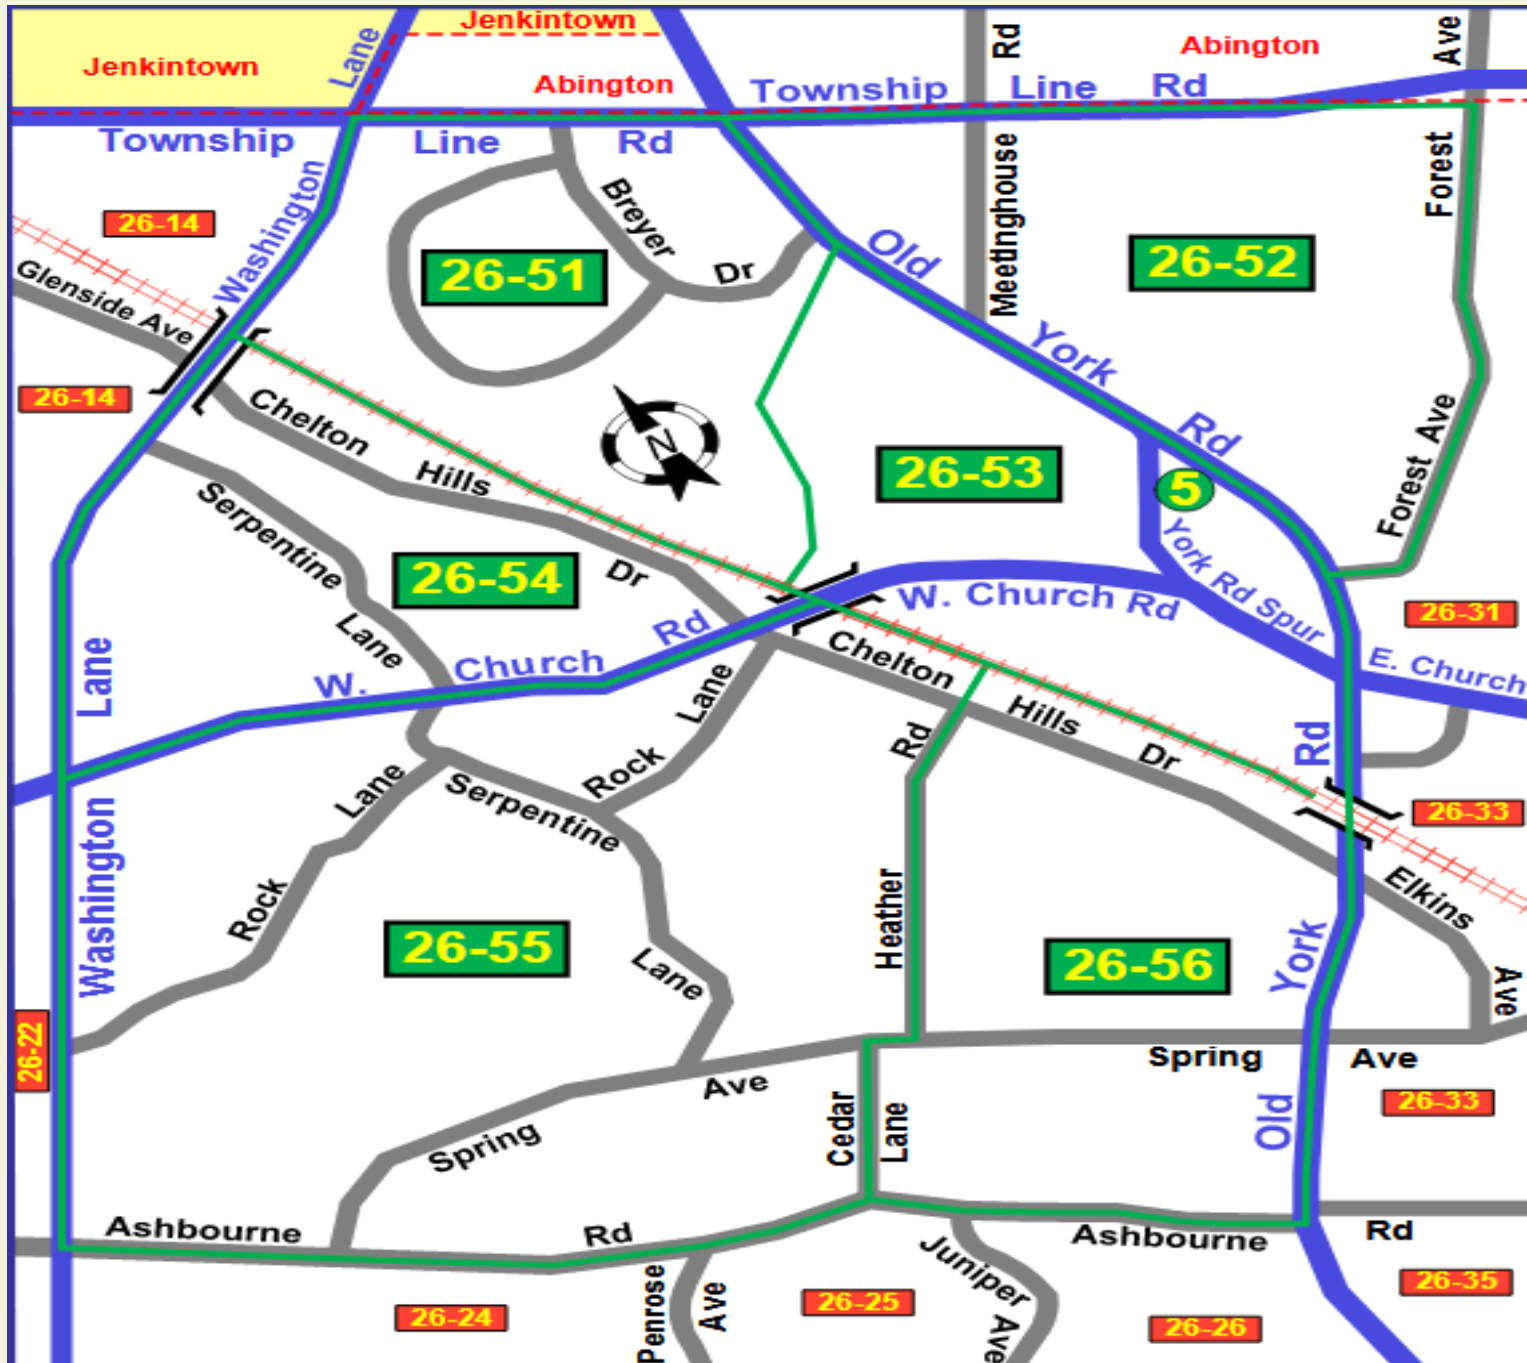 Jenkintown
Jenkintown
Lane
Abington
Abington
Rd
Ave
Township Line Rd
Township Line Rd
Washington
26-14
Breyer
Dr
26-51
Meetinghouse
Forest
26-52
Old
York
Rd
Glenside Ave
26-14
Chelton
Hills
Dr
N
26-53
5
Forest Ave
Serpentine
Lane
26-54
York Rd Spur
W. Church Rd
26-31
E. Church
Lane
W. Church Rd
Rock
Lane
Chelton
Hills
Dr
Rd
Rd
Heather
Lane
Rock
Serpentine
Lane
26-33
Elkins
Ave
Washington
26-55
26-56
York
Old
26-22
Spring
Ave
Spring Ave
Cedar
Lane
26-33
Ashbourne
Rd
Ashbourne
Rd
Juniper
Ave
Penrose
Ave
26-24
26-25
26-26
26-35